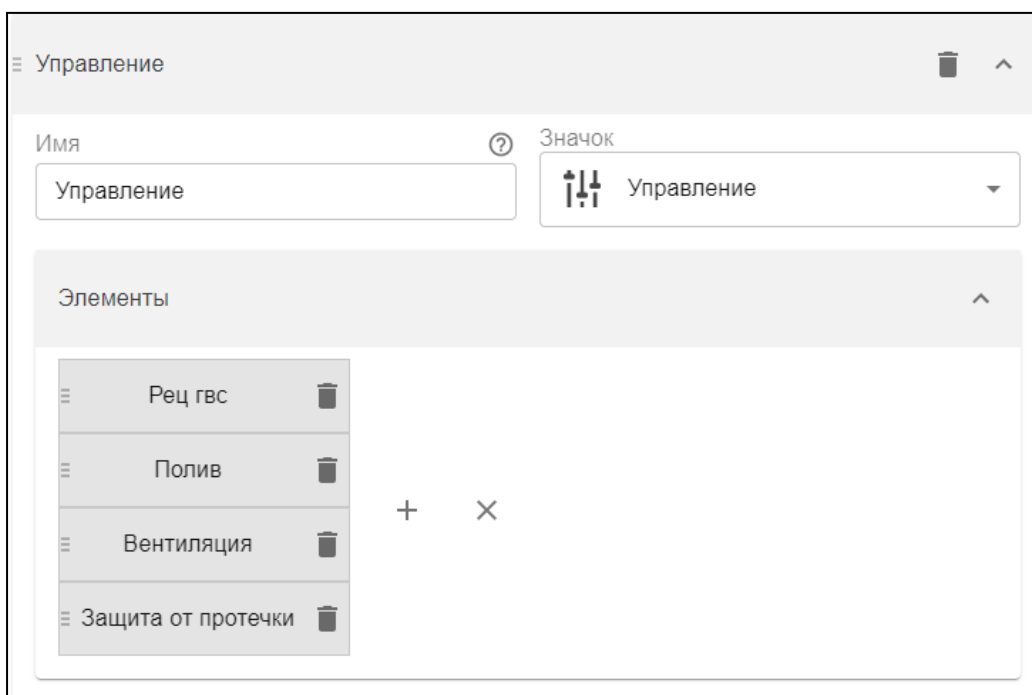 Управление
Имя
Значок
Управление
Управление
Элементы
Рец гвс
Полив
Вентиляция
Защита от протечки